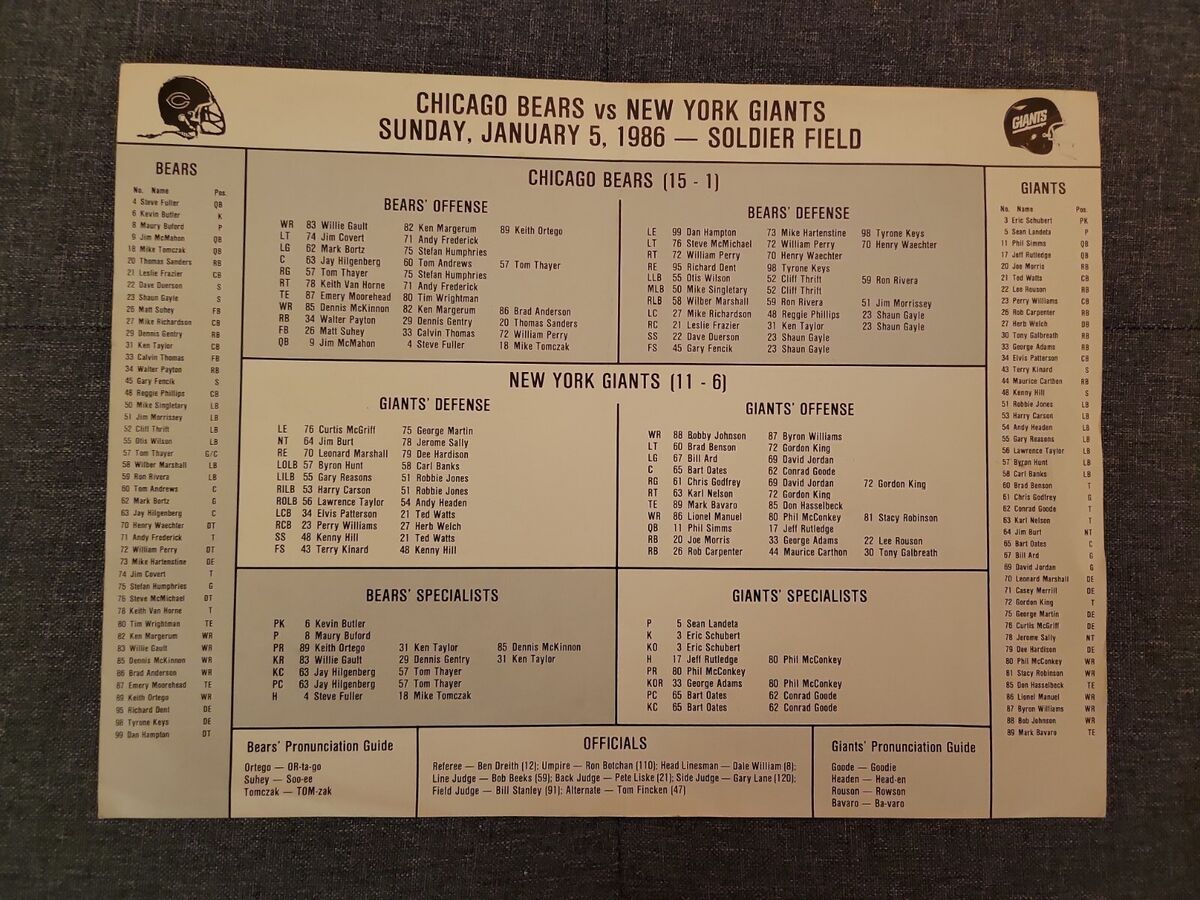 CHICAGO BEARS vs NEW YORK GIANTS
SUNDAY, JANUARY 5, 1986 — SOLDIER FIELD
GIANTS
BEARS
No. Name Pos.
4 Steve Fuller QB
6 Kevin Butler K
8 Maury Buford P
9 Jim McMahon QB
18 Mike Tomczak QB
20 Thomas Sanders RB
21 Leslie Frazier CB
22 Dave Duerson S
23 Shaun Gayle S
26 Matt Suhey FB
27 Mike Richardson CB
29 Dennis Gentry RB
31 Ken Taylor CB
33 Calvin Thomas FB
34 Walter Payton RB
45 Gary Fencik S
48 Reggie Phillips CB
50 Mike Singletary LB
51 Jim Morrissey LB
52 Cliff Thrift LB
55 Otis Wilson LB
57 Tom Thayer G/C
58 Wilber Marshall LB
59 Ron Rivera LB
60 Tom Andrews C
62 Mark Bortz G
63 Jay Hilgenberg C
70 Henry Waechter DT
71 Andy Frederick T
72 William Perry DT
73 Mike Hartenstine DE
74 Jim Covert T
75 Stefan Humphries G
76 Steve McMichael DT
78 Keith Van Horne T
80 Tim Wrightman TE
82 Ken Margerum WR
83 Willie Gault WR
85 Dennis McKinnon WR
86 Brad Anderson WR
87 Emery Moorehead TE
89 Keith Ortego WR
95 Richard Dent DE
98 Tyrone Keys DE
99 Dan Hampton DT
CHICAGO BEARS (15 - 1)
BEARS' OFFENSE
WR 83 Willie Gault 82 Ken Margerum 89 Keith Ortego
LT 74 Jim Covert 71 Andy Frederick
LG 62 Mark Bortz 75 Stefan Humphries
C 63 Jay Hilgenberg 60 Tom Andrews 57 Tom Thayer
RG 57 Tom Thayer 75 Stefan Humphries
RT 78 Keith Van Horne 71 Andy Frederick
TE 87 Emery Moorehead 80 Tim Wrightman
WR 85 Dennis McKinnon 82 Ken Margerum 86 Brad Anderson
RB 34 Walter Payton 29 Dennis Gentry 20 Thomas Sanders
FB 26 Matt Suhey 33 Calvin Thomas 72 William Perry
QB 9 Jim McMahon 4 Steve Fuller 18 Mike Tomczak
BEARS' DEFENSE
LE 99 Dan Hampton 73 Mike Hartenstine 98 Tyrone Keys
LT 76 Steve McMichael 72 William Perry 70 Henry Waechter
RT 72 William Perry 70 Henry Waechter
RE 95 Richard Dent 98 Tyrone Keys
LLB 55 Otis Wilson 52 Cliff Thrift 59 Ron Rivera
MLB 50 Mike Singletary 52 Cliff Thrift
RLB 58 Wilber Marshall 59 Ron Rivera 51 Jim Morrissey
LC 27 Mike Richardson 48 Reggie Phillips 23 Shaun Gayle
RC 21 Leslie Frazier 31 Ken Taylor 23 Shaun Gayle
SS 22 Dave Duerson 23 Shaun Gayle
FS 45 Gary Fencik 23 Shaun Gayle
NEW YORK GIANTS (11 - 6)
GIANTS' DEFENSE
LE 76 Curtis McGriff 75 George Martin
NT 64 Jim Burt 78 Jerome Sally
RE 70 Leonard Marshall 79 Dee Hardison
LOLB 57 Byron Hunt 58 Carl Banks
LILB 55 Gary Reasons 51 Robbie Jones
RILB 53 Harry Carson 51 Robbie Jones
ROLB 56 Lawrence Taylor 54 Andy Headen
LCB 34 Elvis Patterson 21 Ted Watts
RCB 23 Perry Williams 27 Herb Welch
SS 48 Kenny Hill 21 Ted Watts
FS 43 Terry Kinard 48 Kenny Hill
GIANTS' OFFENSE
WR 88 Bobby Johnson 87 Byron Williams
LT 60 Brad Benson 72 Gordon King
LG 67 Bill Ard 69 David Jordan
C 65 Bart Oates 62 Conrad Goode
RG 61 Chris Godfrey 69 David Jordan 72 Gordon King
RT 63 Karl Nelson 72 Gordon King
TE 89 Mark Bavaro 85 Don Hasselbeck
WR 86 Lionel Manuel 80 Phil McConkey 81 Stacy Robinson
QB 11 Phil Simms 17 Jeff Rutledge
RB 20 Joe Morris 33 George Adams 22 Lee Rouson
RB 26 Rob Carpenter 44 Maurice Carthon 30 Tony Galbreath
BEARS' SPECIALISTS
PK 6 Kevin Butler
P 8 Maury Buford
PR 89 Keith Ortego 31 Ken Taylor 85 Dennis McKinnon
KR 83 Willie Gault 29 Dennis Gentry 31 Ken Taylor
KC 63 Jay Hilgenberg 57 Tom Thayer
PC 63 Jay Hilgenberg 57 Tom Thayer
H 4 Steve Fuller 18 Mike Tomczak
GIANTS' SPECIALISTS
P 5 Sean Landeta
K 3 Eric Schubert
KO 3 Eric Schubert
H 17 Jeff Rutledge 80 Phil McConkey
PR 80 Phil McConkey
KOR 33 George Adams 80 Phil McConkey
PC 65 Bart Oates 62 Conrad Goode
KC 65 Bart Oates 62 Conrad Goode
GIANTS
No. Name Pos.
3 Eric Schubert PK
5 Sean Landeta P
11 Phil Simms QB
17 Jeff Rutledge QB
20 Joe Morris RB
21 Ted Watts CB
22 Lee Rouson RB
23 Perry Williams CB
26 Rob Carpenter RB
27 Herb Welch DB
30 Tony Galbreath RB
33 George Adams RB
34 Elvis Patterson CB
43 Terry Kinard S
44 Maurice Carthon RB
48 Kenny Hill S
51 Robbie Jones LB
53 Harry Carson LB
54 Andy Headen LB
55 Gary Reasons LB
56 Lawrence Taylor LB
57 Byron Hunt LB
58 Carl Banks LB
60 Brad Benson T
61 Chris Godfrey G
62 Conrad Goode T
63 Karl Nelson T
64 Jim Burt NT
65 Bart Oates C
67 Bill Ard G
69 David Jordan G
70 Leonard Marshall DE
71 Casey Merrill DE
72 Gordon King T
75 George Martin DE
76 Curtis McGriff DE
78 Jerome Sally NT
79 Dee Hardison DE
80 Phil McConkey WR
81 Stacy Robinson WR
85 Don Hasselbeck TE
86 Lionel Manuel WR
87 Byron Williams WR
88 Bob Johnson WR
89 Mark Bavaro TE
Bears' Pronunciation Guide
Ortego — OR-ta-go
Suhey — Soo-ee
Tomczak — TOM-zak
OFFICIALS
Referee — Ben Dreith (12); Umpire — Ron Botchan (110); Head Linesman — Dale William (8);
Line Judge — Bob Beeks (59); Back Judge — Pete Liske (21); Side Judge — Gary Lane (120);
Field Judge — Bill Stanley (91); Alternate — Tom Fincken (47)
Giants' Pronunciation Guide
Goode — Goodie
Headen — Head-en
Rouson — Rowson
Bavaro — Ba-varo